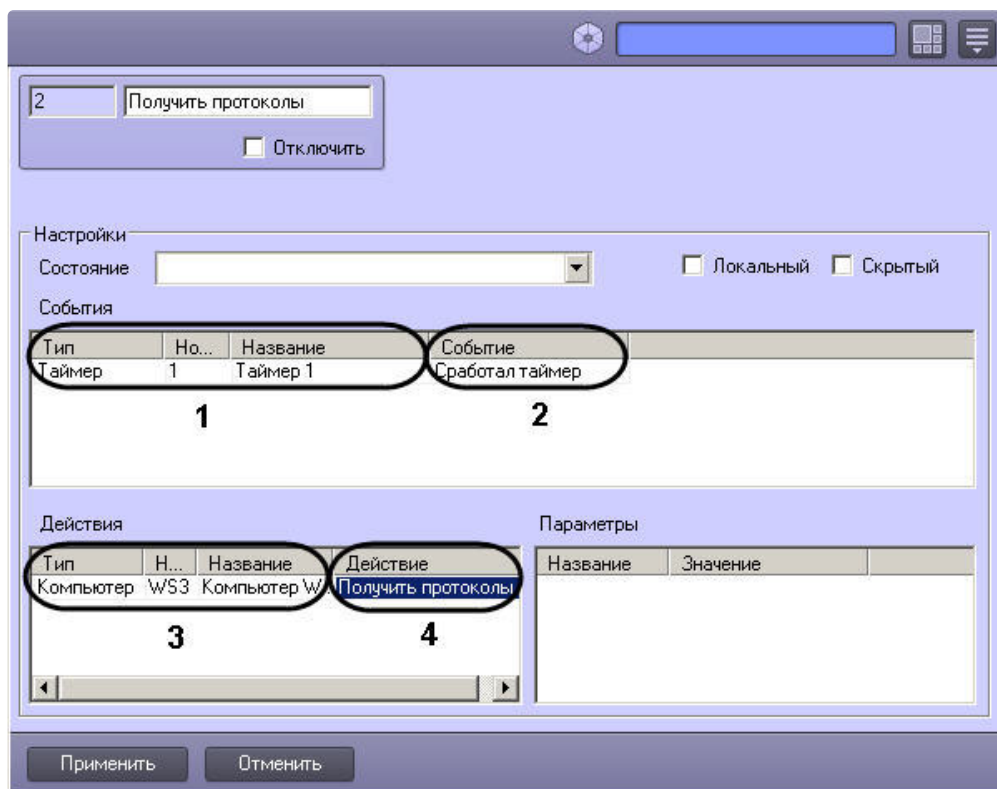 2 Получить протоколы
Отключить
Настройки
Состояние Локальный Скрытый
События
Тип Но... Название Событие
Таймер 1 Таймер 1 Сработал таймер
1 2
Действия Параметры
Тип Н... Название Действие Название Значение
Компьютер WS3 Компьютер W... Получить протоколы
3 4
Применить Отменить